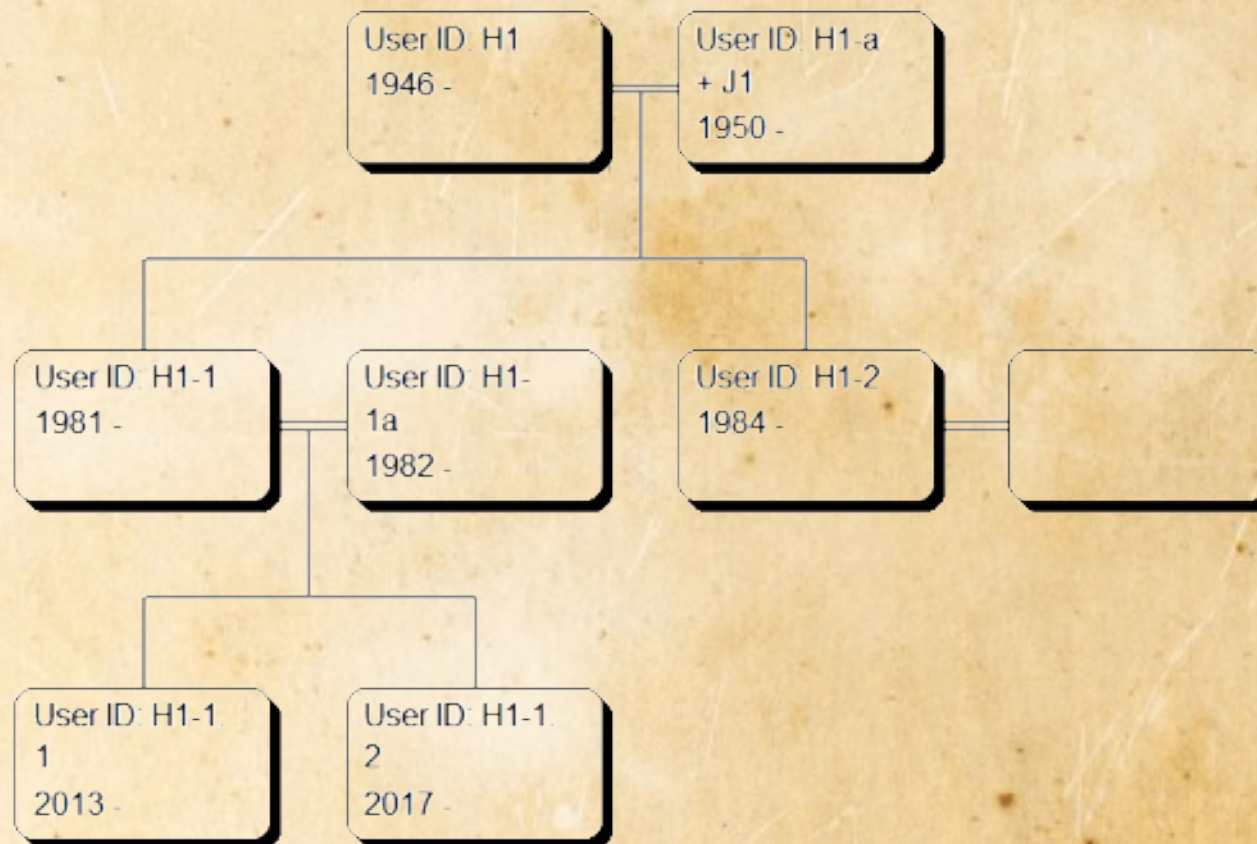 User ID: H1
1946 -
User ID: H1-a
+ J1
1950 -
User ID: H1-1
1981 -
User ID: H1-
1a
1982 -
User ID: H1-2
1984 -
User ID: H1-1.
1
2013 -
User ID: H1-1.
2
2017 -